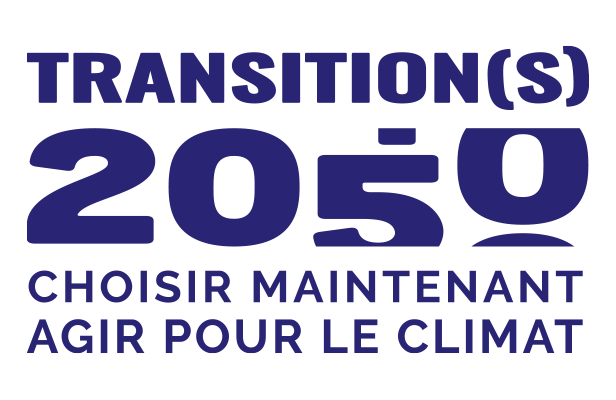 TRANSITION(S)
2050
CHOISIR MAINTENANT
AGIR POUR LE CLIMAT